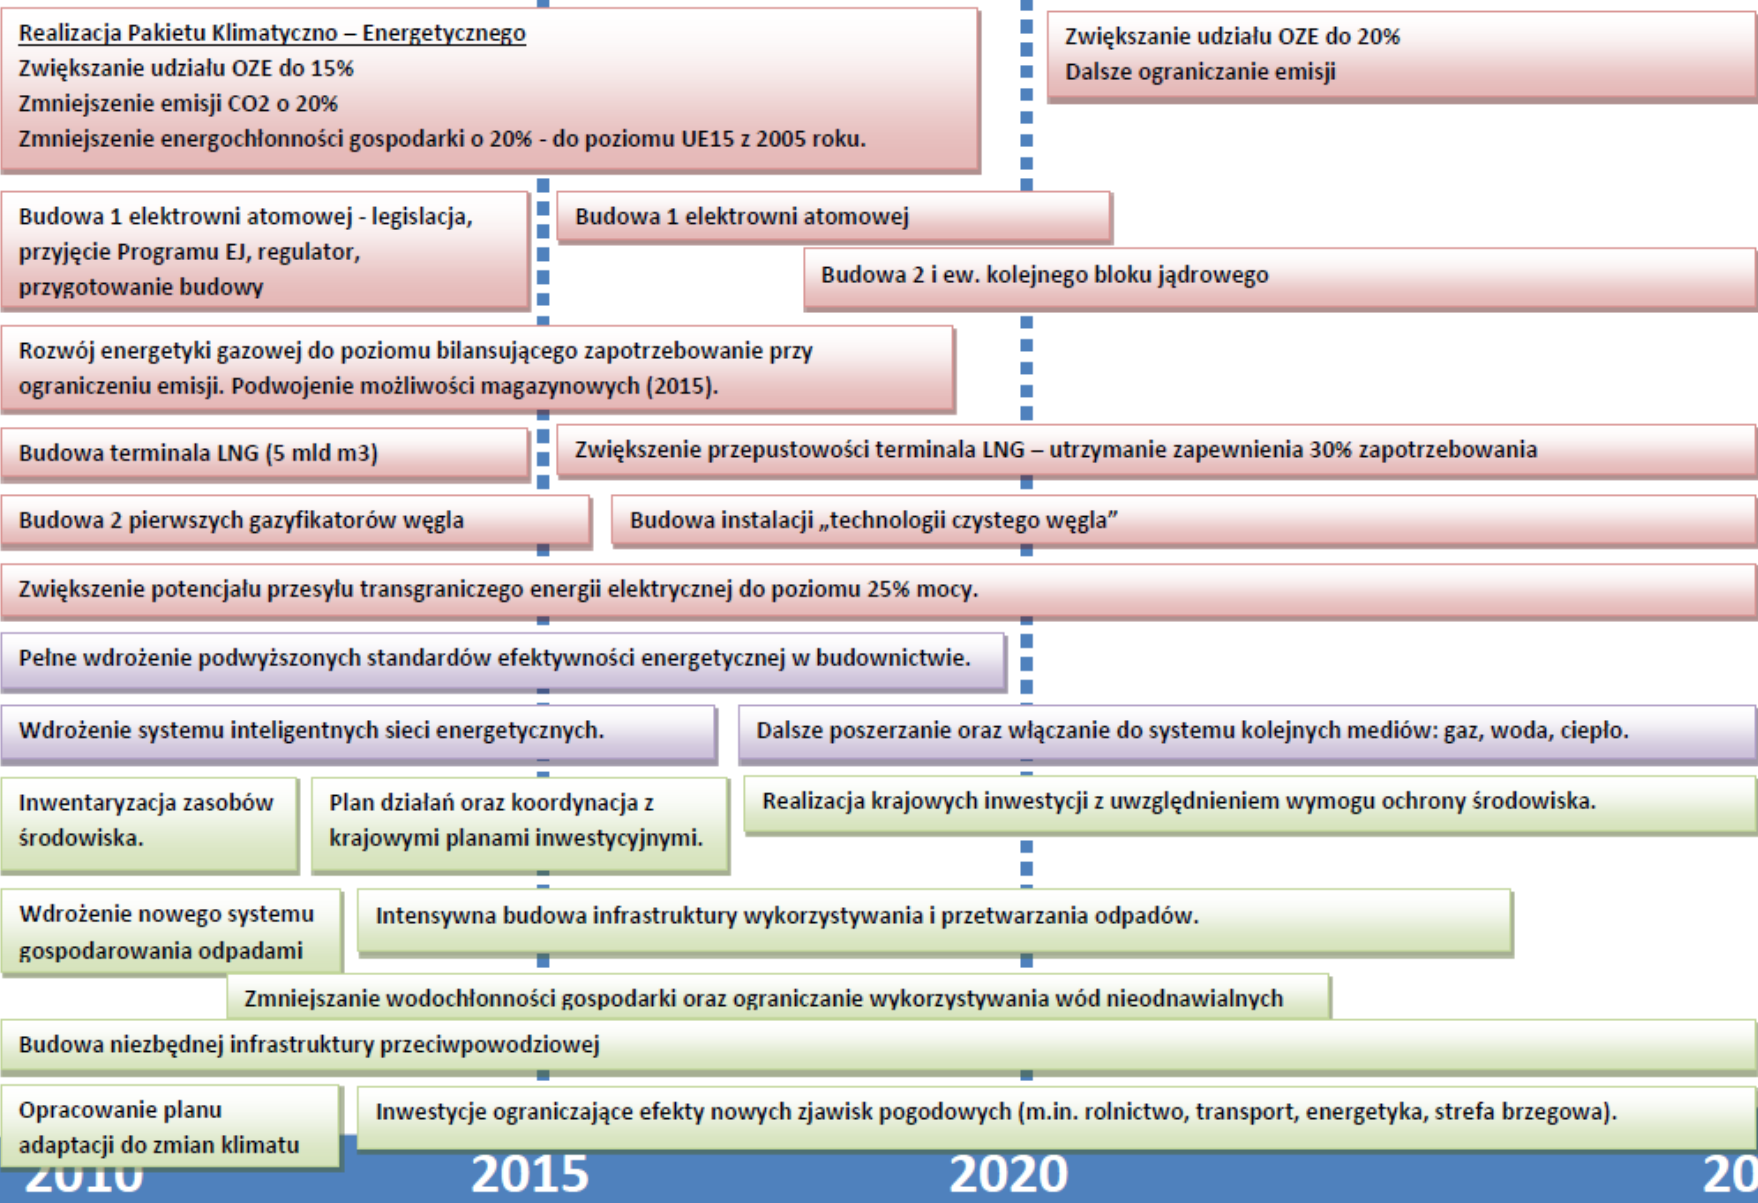 Realizacja Pakietu Klimatyczno – Energetycznego
Zwiększanie udziału OZE do 15%
Zmniejszenie emisji CO2 o 20%
Zmniejszenie energochłonności gospodarki o 20% - do poziomu UE15 z 2005 roku.
Zwiększanie udziału OZE do 20%
Dalsze ograniczanie emisji
Budowa 1 elektrowni atomowej - legislacja,
przyjęcie Programu EJ, regulator,
przygotowanie budowy
Budowa 1 elektrowni atomowej
Budowa 2 i ew. kolejnego bloku jądrowego
Rozwój energetyki gazowej do poziomu bilansującego zapotrzebowanie przy
ograniczeniu emisji. Podwojenie możliwości magazynowych (2015).
Budowa terminala LNG (5 mld m3)
Zwiększenie przepustowości terminala LNG – utrzymanie zapewnienia 30% zapotrzebowania
Budowa 2 pierwszych gazyfikatorów węgla
Budowa instalacji „technologii czystego węgla”
Zwiększenie potencjału przesyłu transgraniczego energii elektrycznej do poziomu 25% mocy.
Pełne wdrożenie podwyższonych standardów efektywności energetycznej w budownictwie.
Wdrożenie systemu inteligentnych sieci energetycznych.
Dalsze poszerzanie oraz włączanie do systemu kolejnych mediów: gaz, woda, ciepło.
Inwentaryzacja zasobów
środowiska.
Plan działań oraz koordynacja z
krajowymi planami inwestycyjnymi.
Realizacja krajowych inwestycji z uwzględnieniem wymogu ochrony środowiska.
Wdrożenie nowego systemu
gospodarowania odpadami
Intensywna budowa infrastruktury wykorzystywania i przetwarzania odpadów.
Zmniejszanie wodochłonności gospodarki oraz ograniczanie wykorzystywania wód nieodnawialnych
Budowa niezbędnej infrastruktury przeciwpowodziowej
Opracowanie planu
adaptacji do zmian klimatu
Inwestycje ograniczające efekty nowych zjawisk pogodowych (m.in. rolnictwo, transport, energetyka, strefa brzegowa).
2010
2015
2020
20